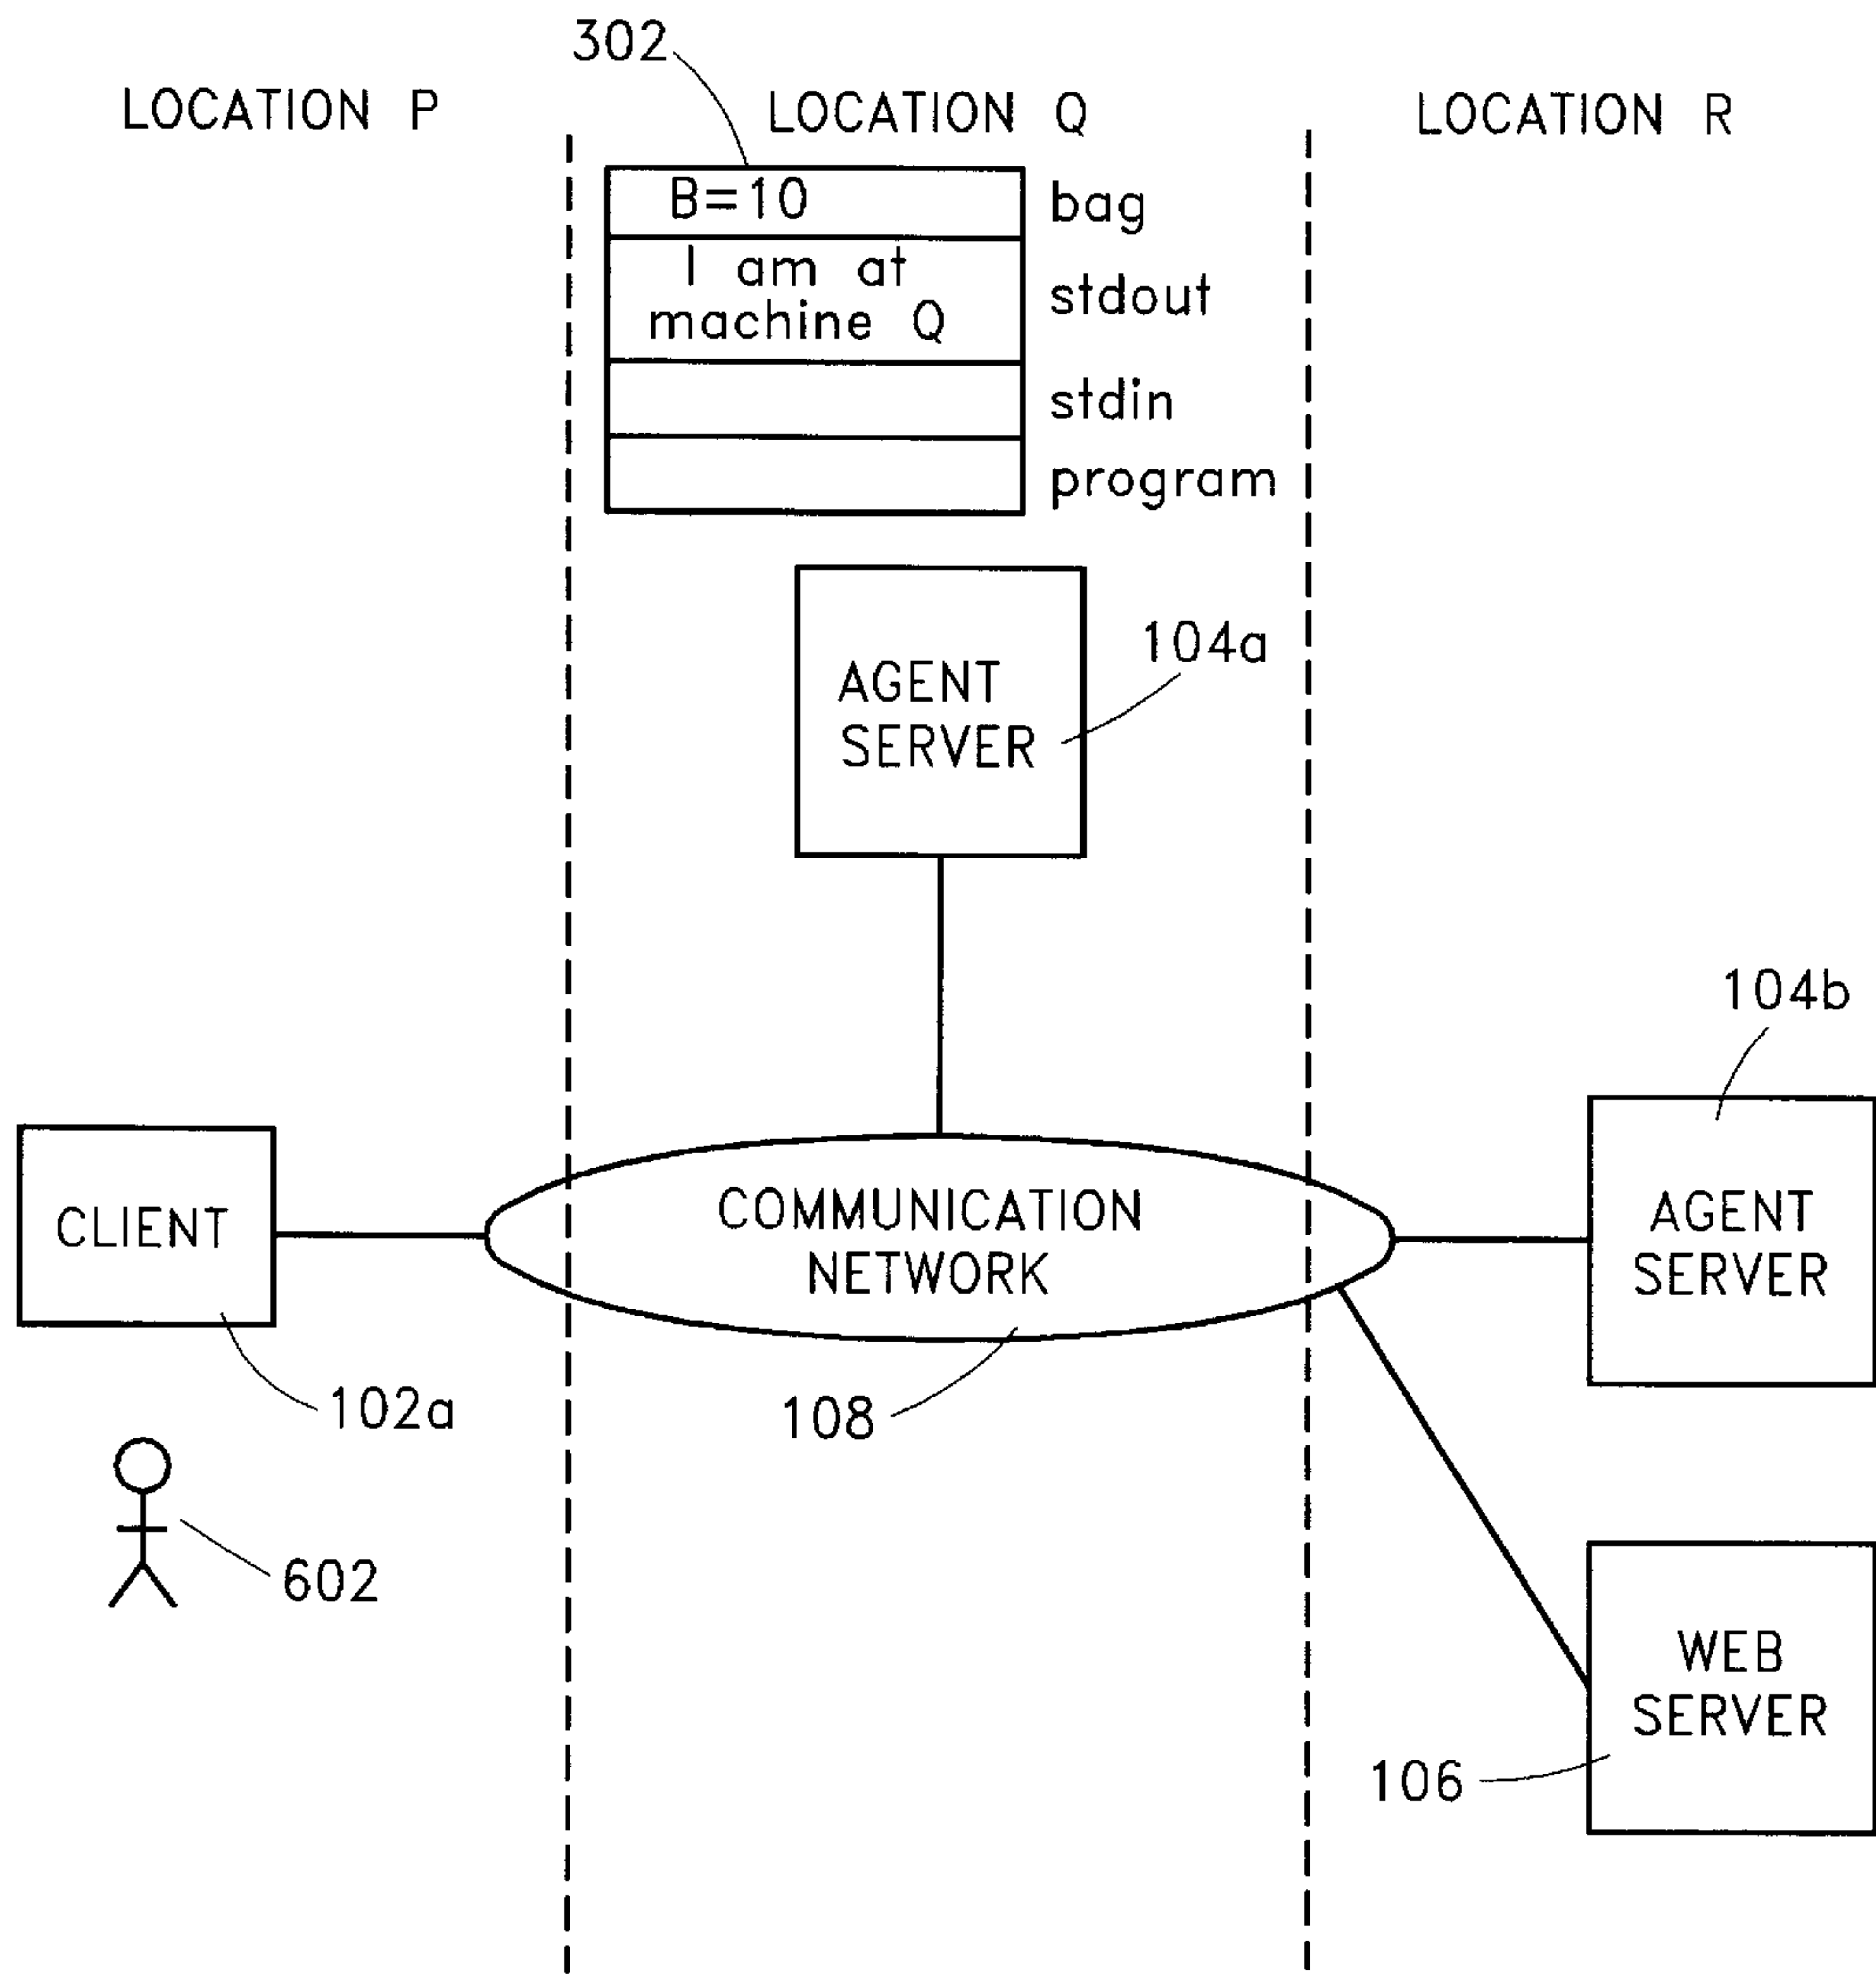 302
LOCATION P
LOCATION Q
LOCATION R
B=10
bag
I am at
machine Q
stdout
stdin
program
104a
AGENT
SERVER
104b
CLIENT
COMMUNICATION
NETWORK
AGENT
SERVER
102a
108
602
WEB
SERVER
106